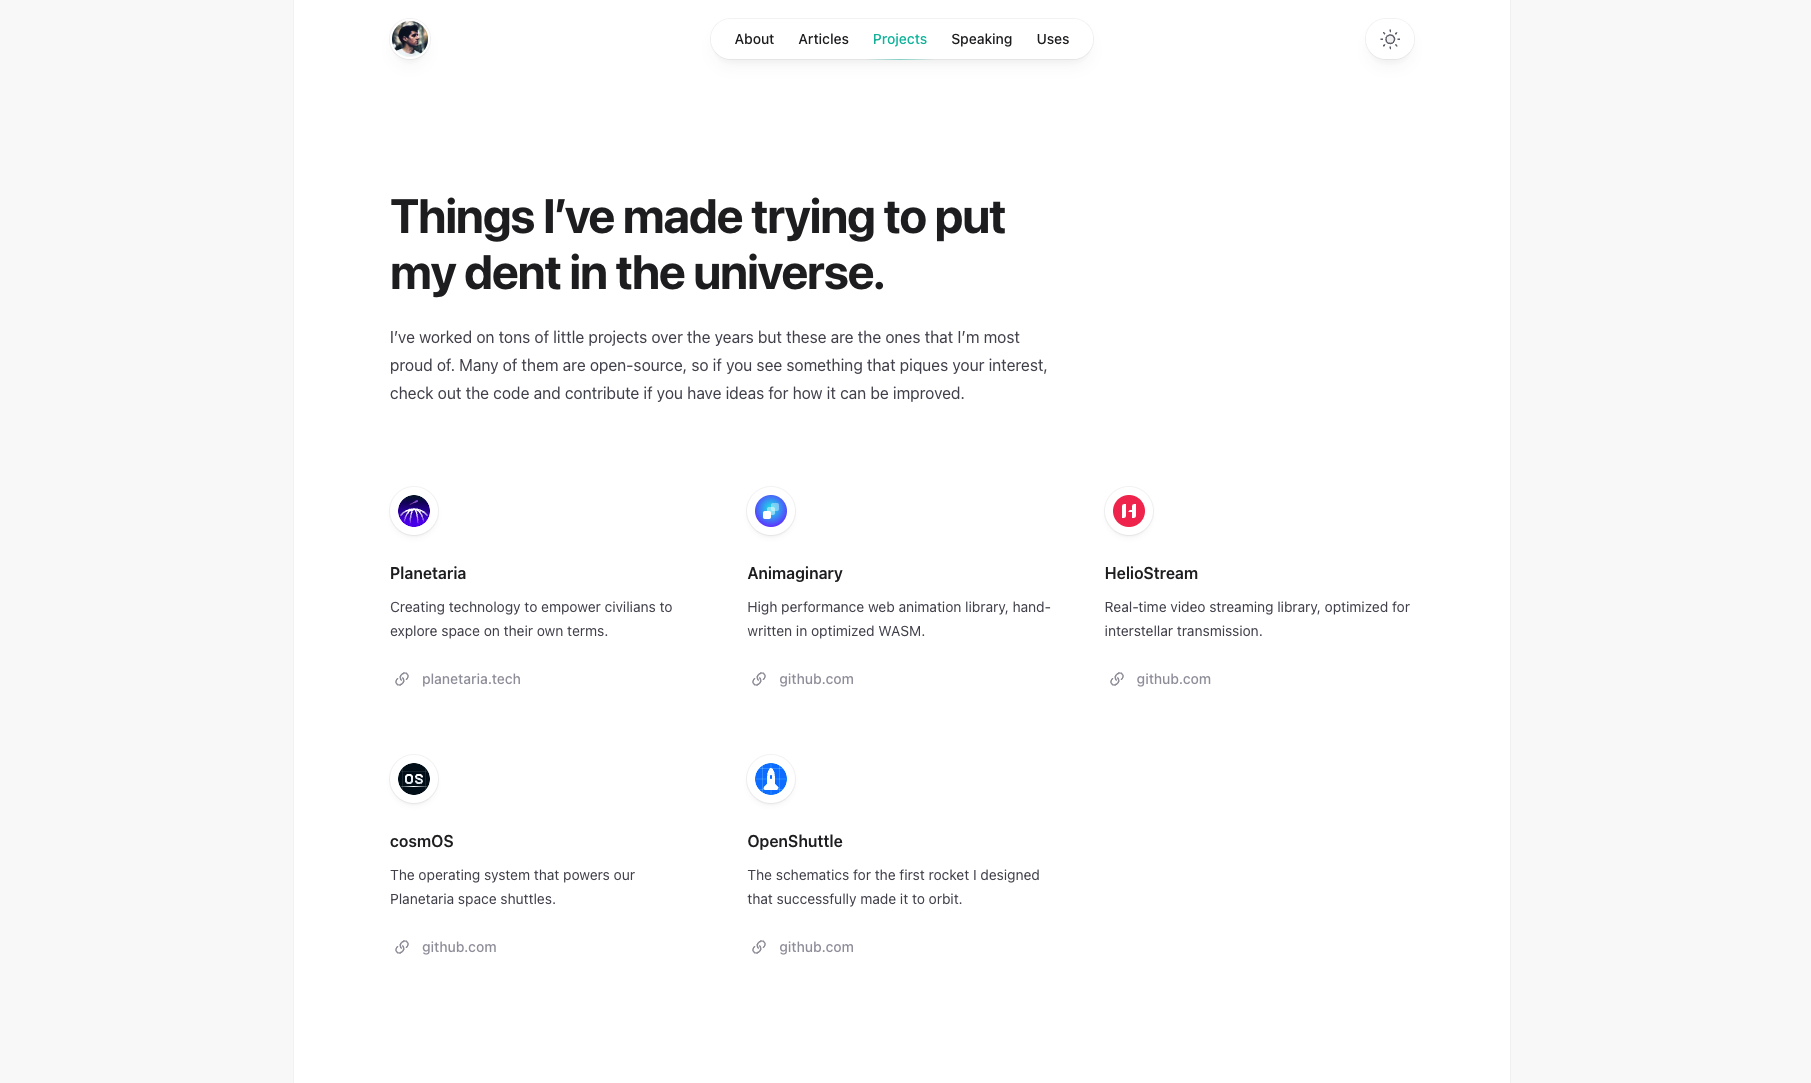 About Articles Projects Speaking Uses
Things I’ve made trying to put
my dent in the universe.
I’ve worked on tons of little projects over the years but these are the ones that I’m most
proud of. Many of them are open-source, so if you see something that piques your interest,
check out the code and contribute if you have ideas for how it can be improved.
Planetaria
Creating technology to empower civilians to
explore space on their own terms.
planetaria.tech
Animaginary
High performance web animation library, hand-
written in optimized WASM.
github.com
HelioStream
Real-time video streaming library, optimized for
interstellar transmission.
github.com
OS
cosmOS
The operating system that powers our
Planetaria space shuttles.
github.com
OpenShuttle
The schematics for the first rocket I designed
that successfully made it to orbit.
github.com